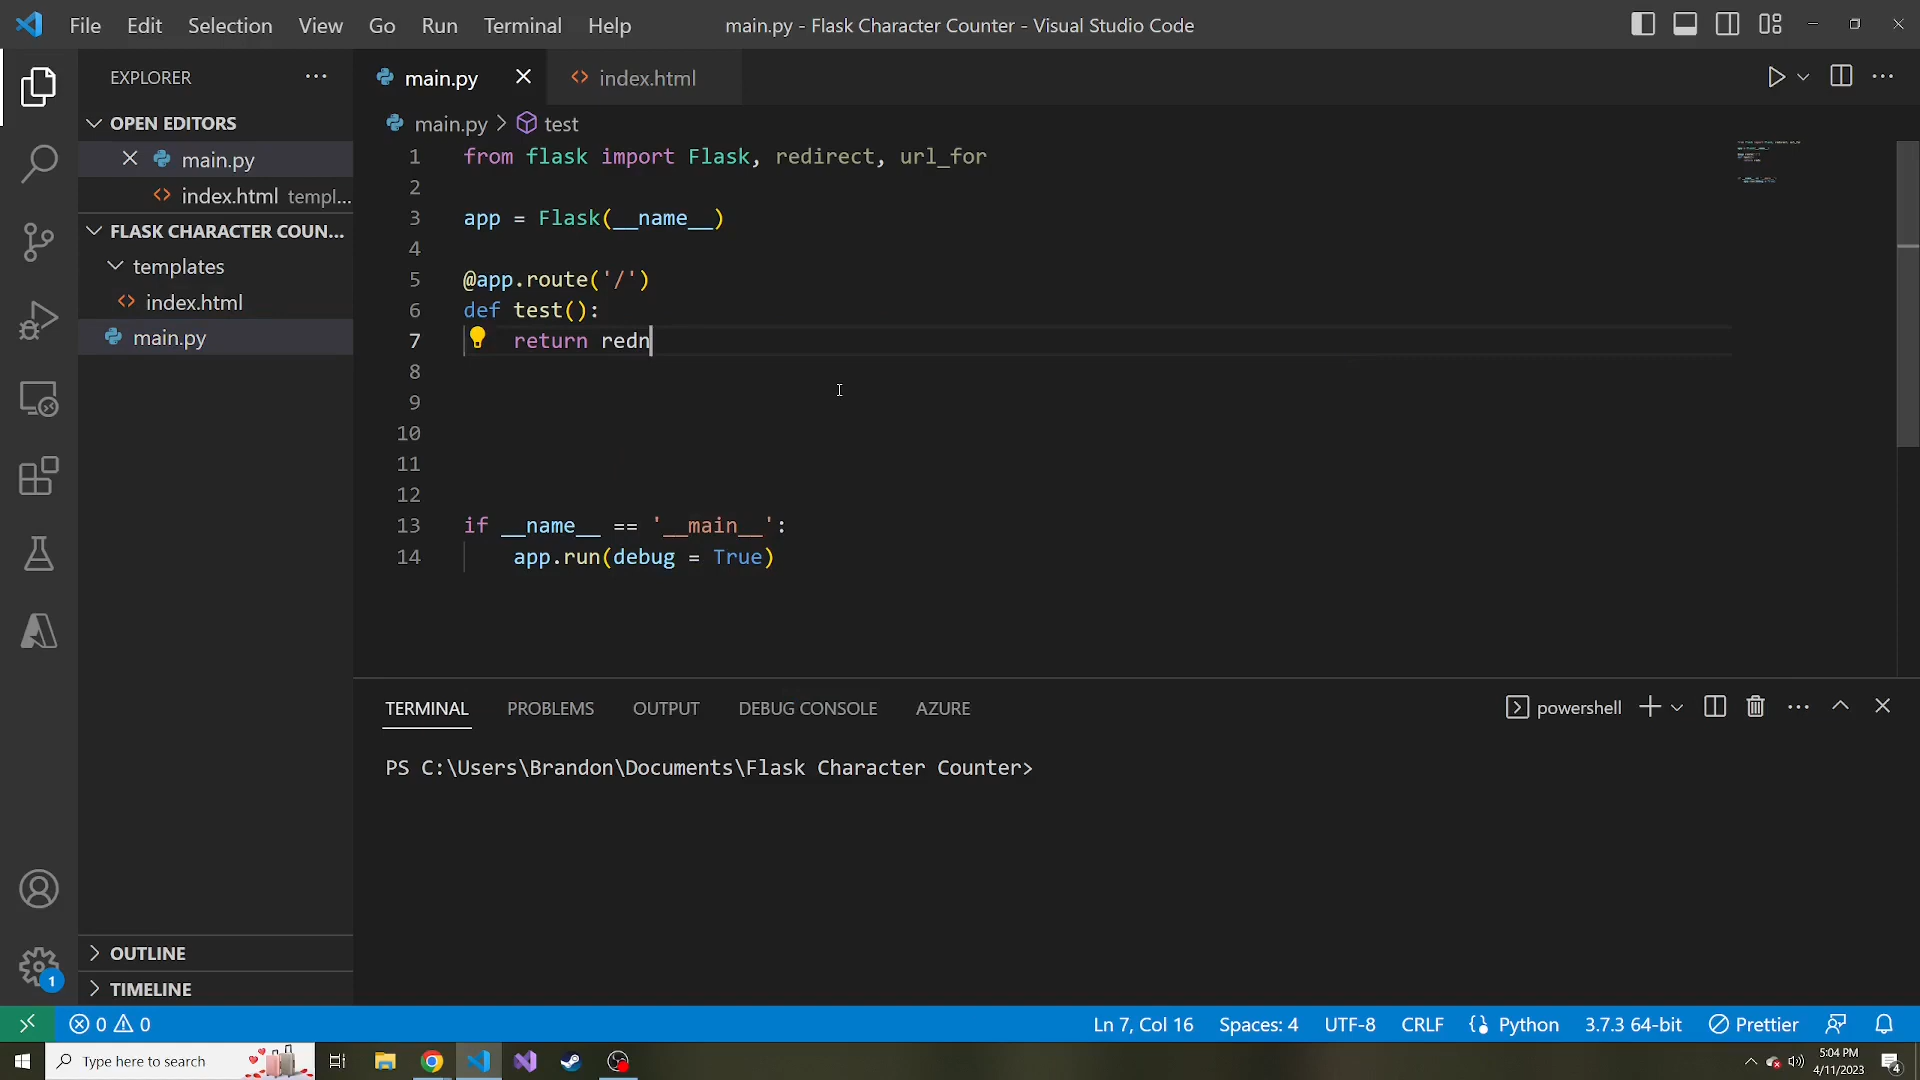 File Edit Selection View Go Run Terminal Help
main.py - Flask Character Counter - Visual Studio Code
EXPLORER
OPEN EDITORS
main.py
index.html templ...
FLASK CHARACTER COUN...
templates
index.html
main.py
OUTLINE
TIMELINE
main.py
index.html
main.py > test
1 from flask import Flask, redirect, url_for
2
3 app = Flask(__name__)
4
5 @app.route('/')
6 def test():
7 return redn
8
9
10
11
12
13 if __name__ == '__main__':
14 app.run(debug = True)
TERMINAL PROBLEMS OUTPUT DEBUG CONSOLE AZURE
powershell
PS C:\Users\Brandon\Documents\Flask Character Counter>
1
0 0
Ln 7, Col 16 Spaces: 4 UTF-8 CRLF Python 3.7.3 64-bit Prettier
Type here to search
5:04 PM
4/11/2023
4